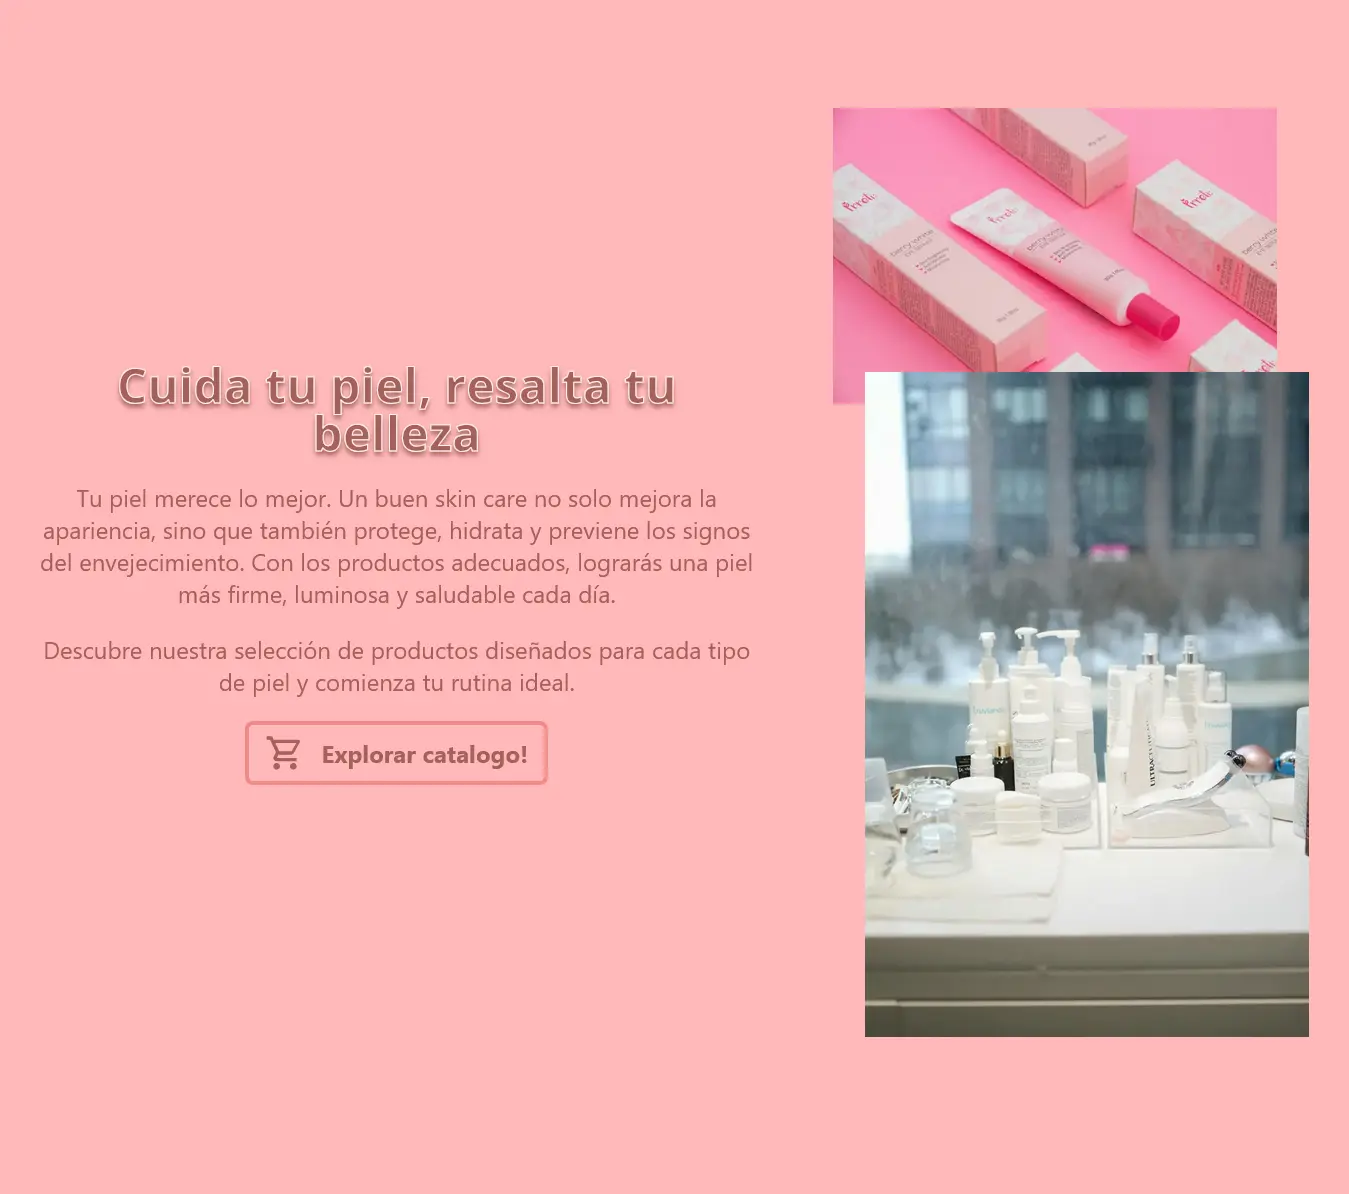 Cuida tu piel, resalta tu
belleza
Tu piel merece lo mejor. Un buen skin care no solo mejora la
apariencia, sino que también protege, hidrata y previene los signos
del envejecimiento. Con los productos adecuados, lograrás una piel
más firme, luminosa y saludable cada día.
Descubre nuestra selección de productos diseñados para cada tipo
de piel y comienza tu rutina ideal.
Explorar catalogo!